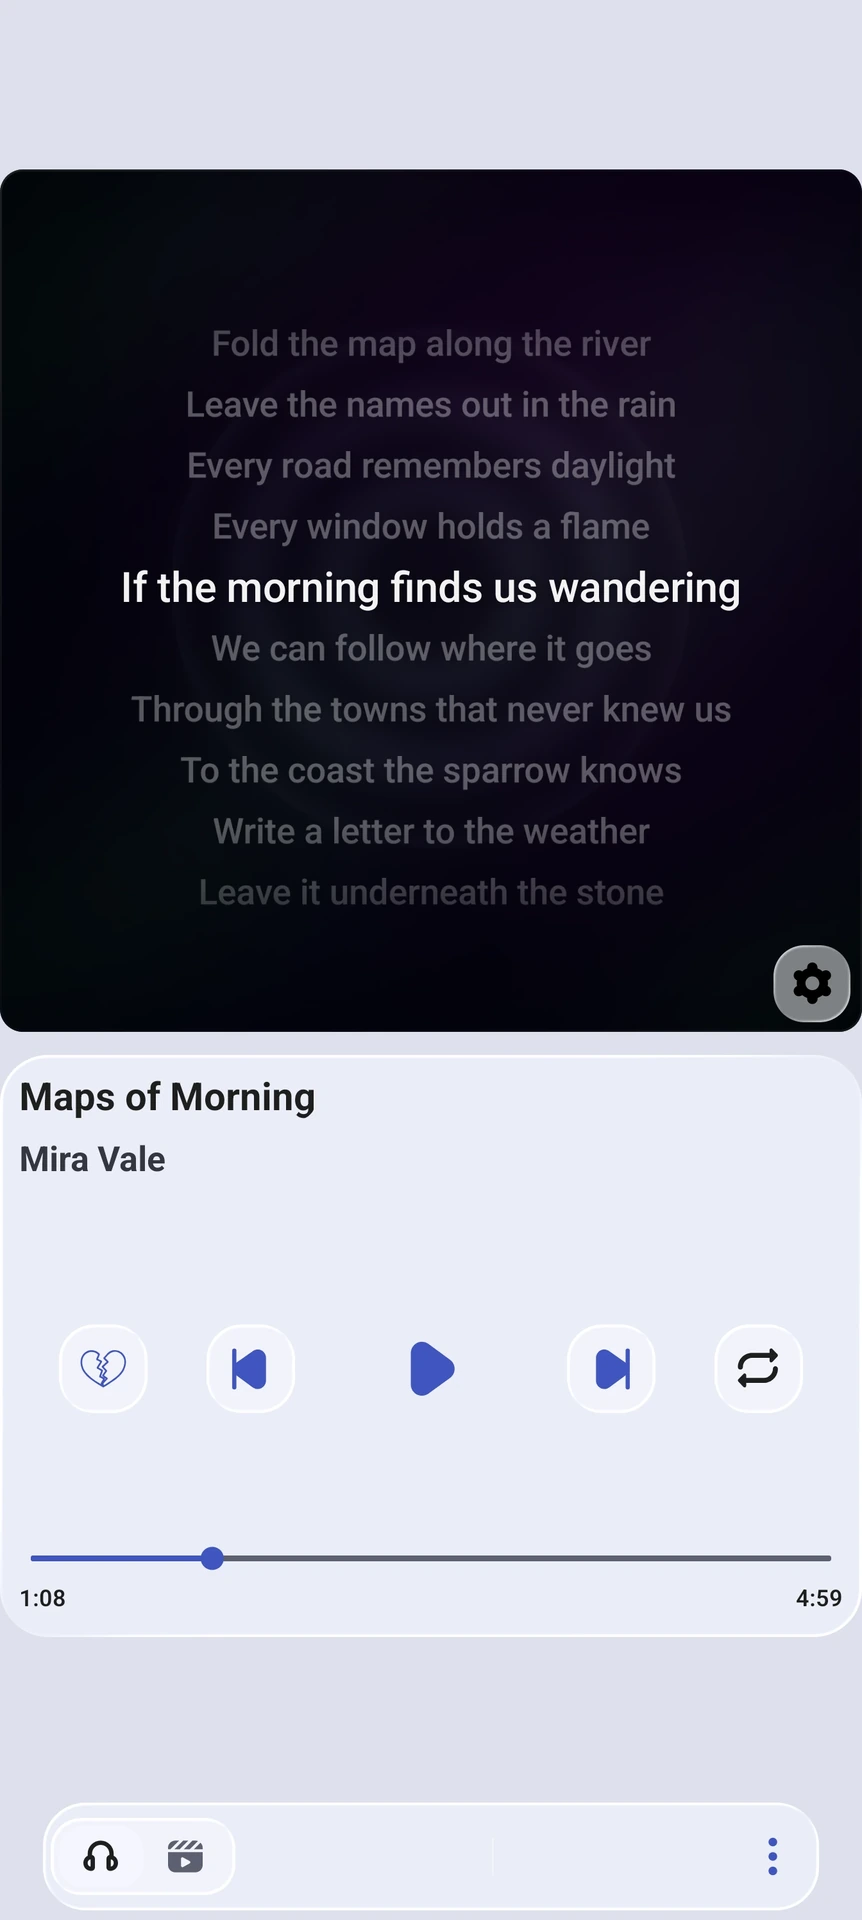 Fold the map along the river
Leave the names out in the rain
Every road remembers daylight
Every window holds a flame
If the morning finds us wandering
We can follow where it goes
Through the towns that never knew us
To the coast the sparrow knows
Write a letter to the weather
Leave it underneath the stone
Maps of Morning
Mira Vale
1:08
4:59